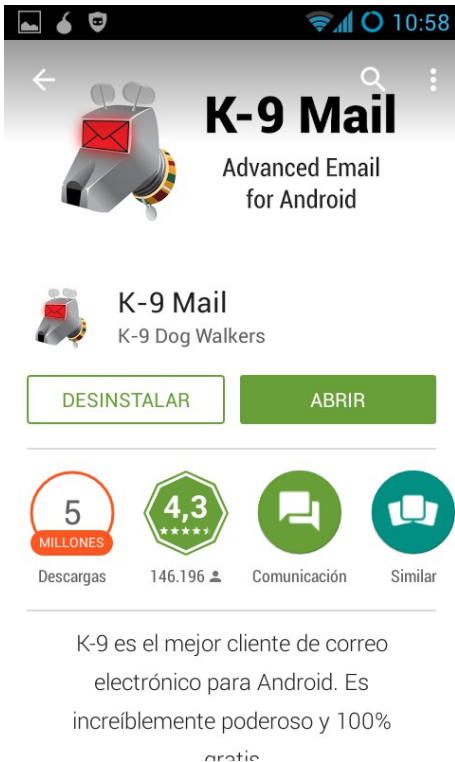 10:58
K-9 Mail
Advanced Email
for Android
K-9 Mail
K-9 Dog Walkers
DESINSTALAR
ABRIR
5
MILLONES
4,3
Descargas
146.196
Comunicación
Similar
K-9 es el mejor cliente de correo
electrónico para Android. Es
increíblemente poderoso y 100%
gratis